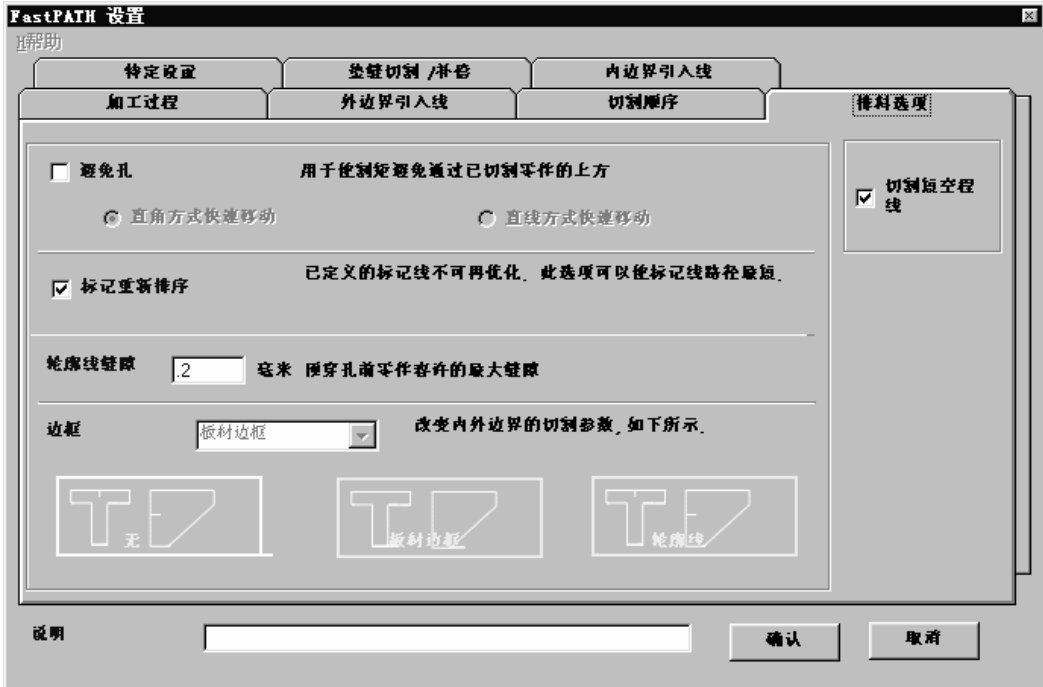 FastPATH 设置
H帮助
特定设置
内边界引入线
加工过程
外边界引入线
切割顺序
排料选项
避免孔
用于使割炬避免通过已切割零件的上方
直角方式快速移动
直线方式快速移动
切割短空程
线
标记重新排序
已定义的标记线不可再优化. 此选项可以使标记线路径最短.
轮廓线缝隙
.2
毫米 预穿孔前零件容许的最大缝隙
边框
板材边框
改变内外边界的切割参数, 如下所示.
无
板材边框
轮廓线
说明
确认
取消